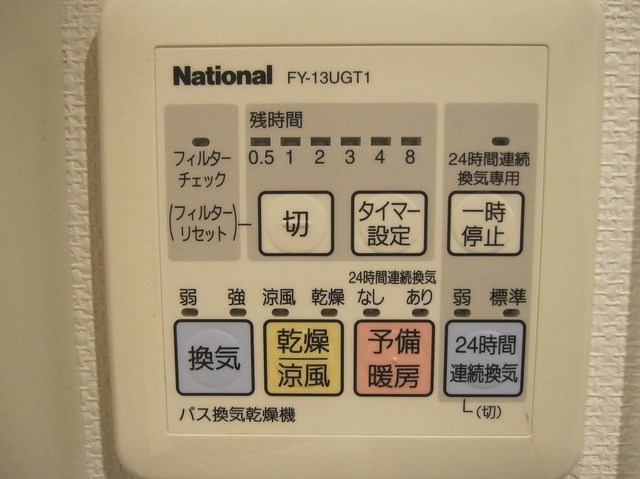 National FY-13UGT1
残時間
0.5 1 2 3 4 8
フィルター
チェック
24時間連続
換気専用
(フィルター
リセット)
切
タイマー
設定
一時
停止
24時間連続換気
弱 強 涼風 乾燥 なし あり 弱 標準
換気
乾燥
涼風
予備
暖房
24時間
連続換気
(切)
バス換気乾燥機